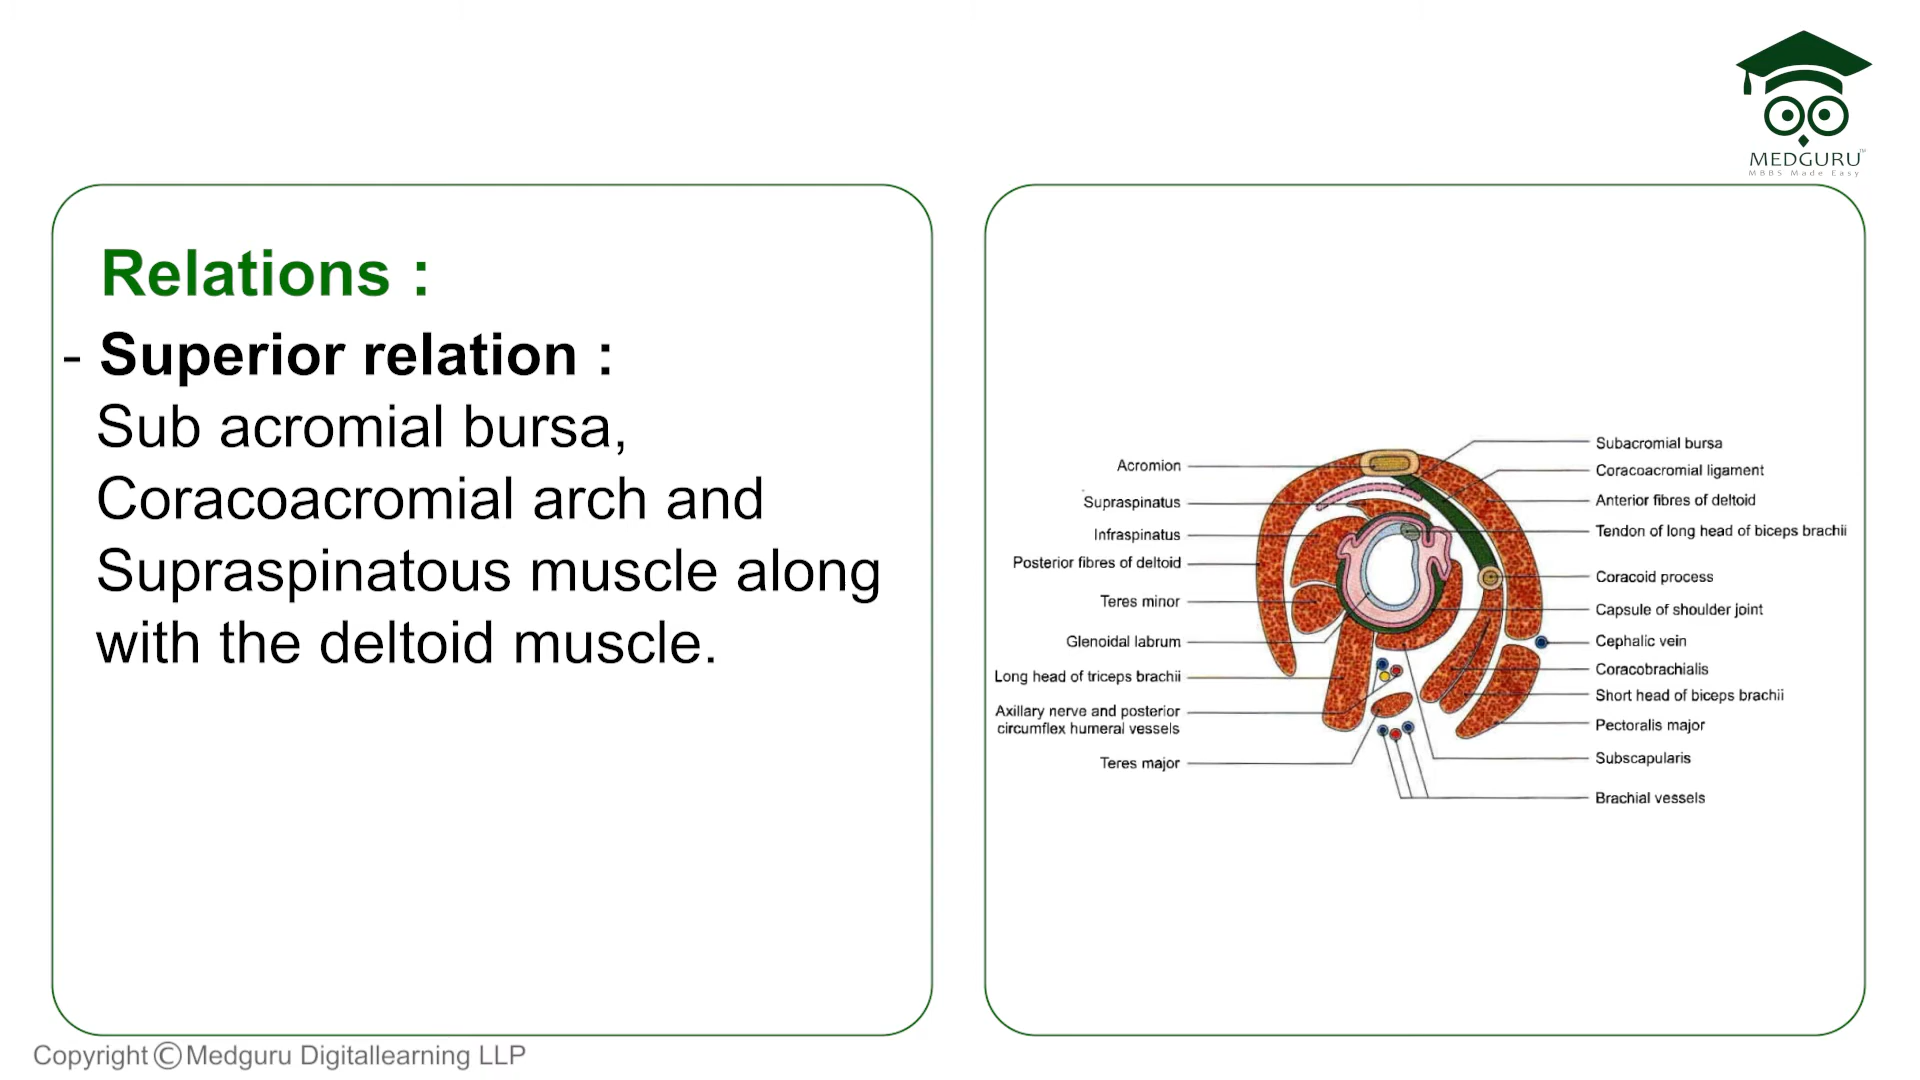 MEDGURU™
MBBS Made Easy
Relations :
- Superior relation :
Sub acromial bursa,
Coracoacromial arch and
Supraspinatous muscle along
with the deltoid muscle.
Acromion
Supraspinatus
Infraspinatus
Posterior fibres of deltoid
Teres minor
Glenoidal labrum
Long head of triceps brachii
Axillary nerve and posterior
circumflex humeral vessels
Teres major
Subacromial bursa
Coracoacromial ligament
Anterior fibres of deltoid
Tendon of long head of biceps brachii
Coracoid process
Capsule of shoulder joint
Cephalic vein
Coracobrachialis
Short head of biceps brachii
Pectoralis major
Subscapularis
Brachial vessels
Copyright © Medguru Digitallearning LLP